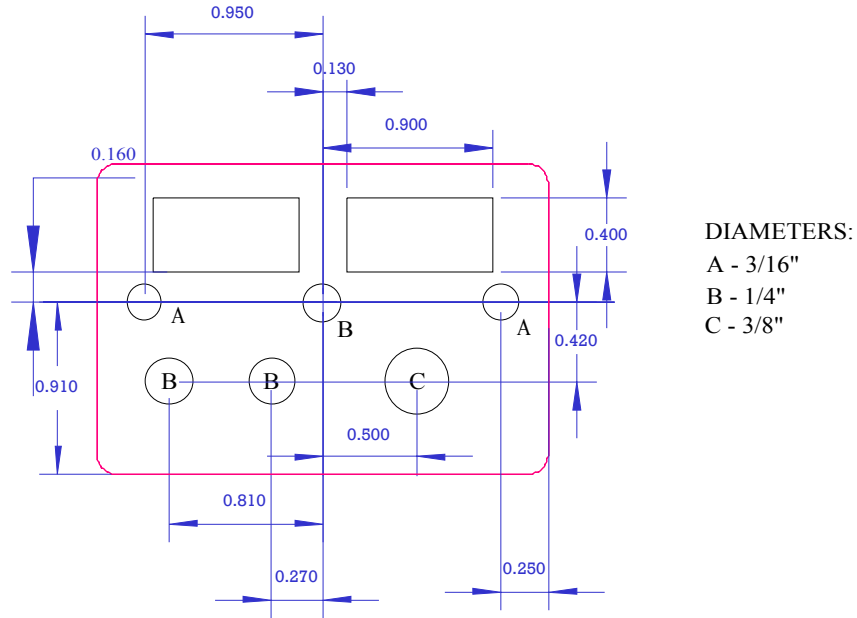 0.950
0.130
0.900
0.160
0.400
DIAMETERS:
A - 3/16"
B - 1/4"
C - 3/8"
A
B
A
0.420
0.910
B
B
C
0.500
0.810
0.270
0.250